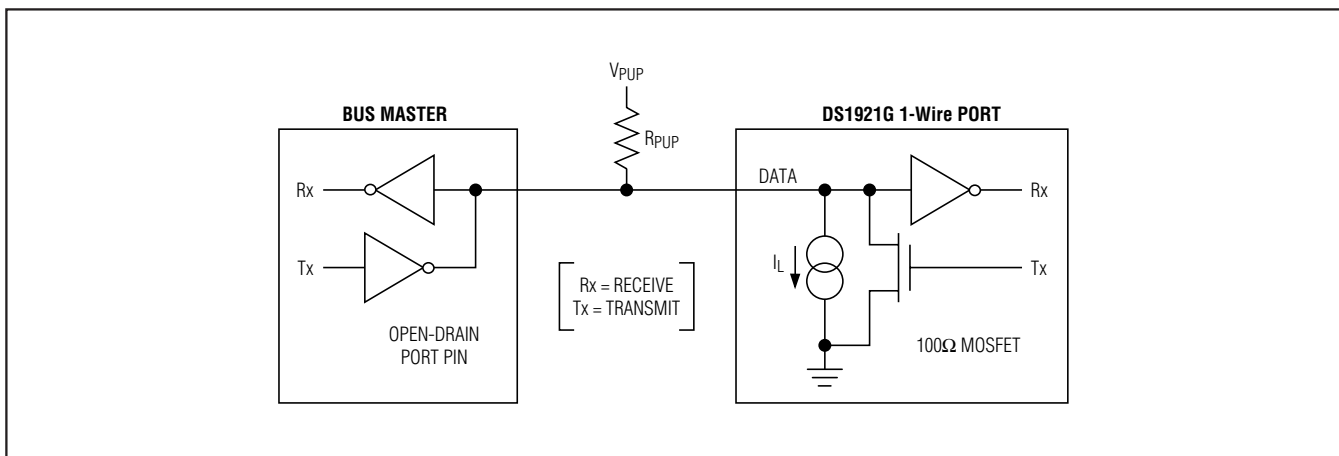 VPUP
BUS MASTER
DS1921G 1-Wire PORT
RPUP
Rx
DATA
Rx
Tx
IL
Tx
Rx = RECEIVE
Tx = TRANSMIT
OPEN-DRAIN
PORT PIN
100Ω MOSFET